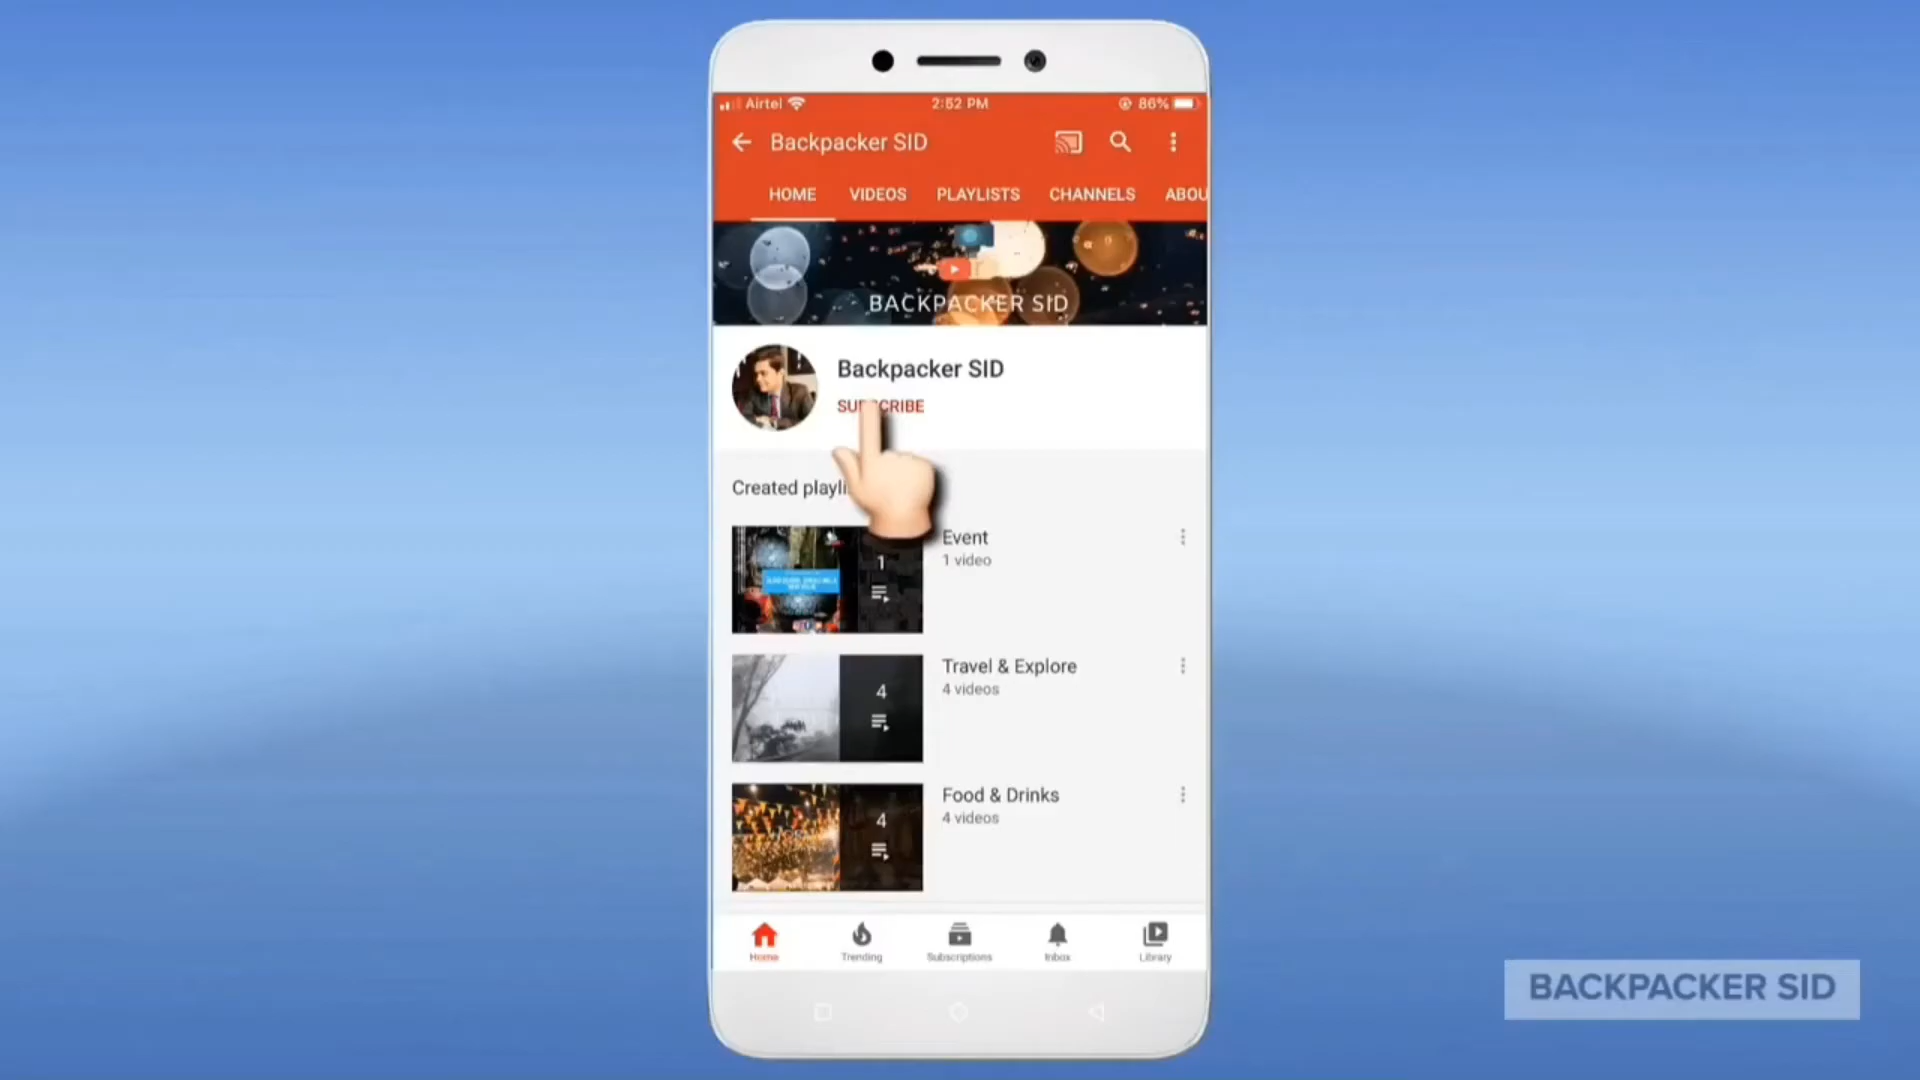 Airtel 2:52 PM 86%
Backpacker SID
HOME VIDEOS PLAYLISTS CHANNELS ABOU
BACKPACKER SID
Backpacker SID
SUBSCRIBE
Created playli
Event
1 video
1
Travel & Explore
4 videos
4
Food & Drinks
4 videos
4
Home Trending Subscriptions Inbox Library
BACKPACKER SID